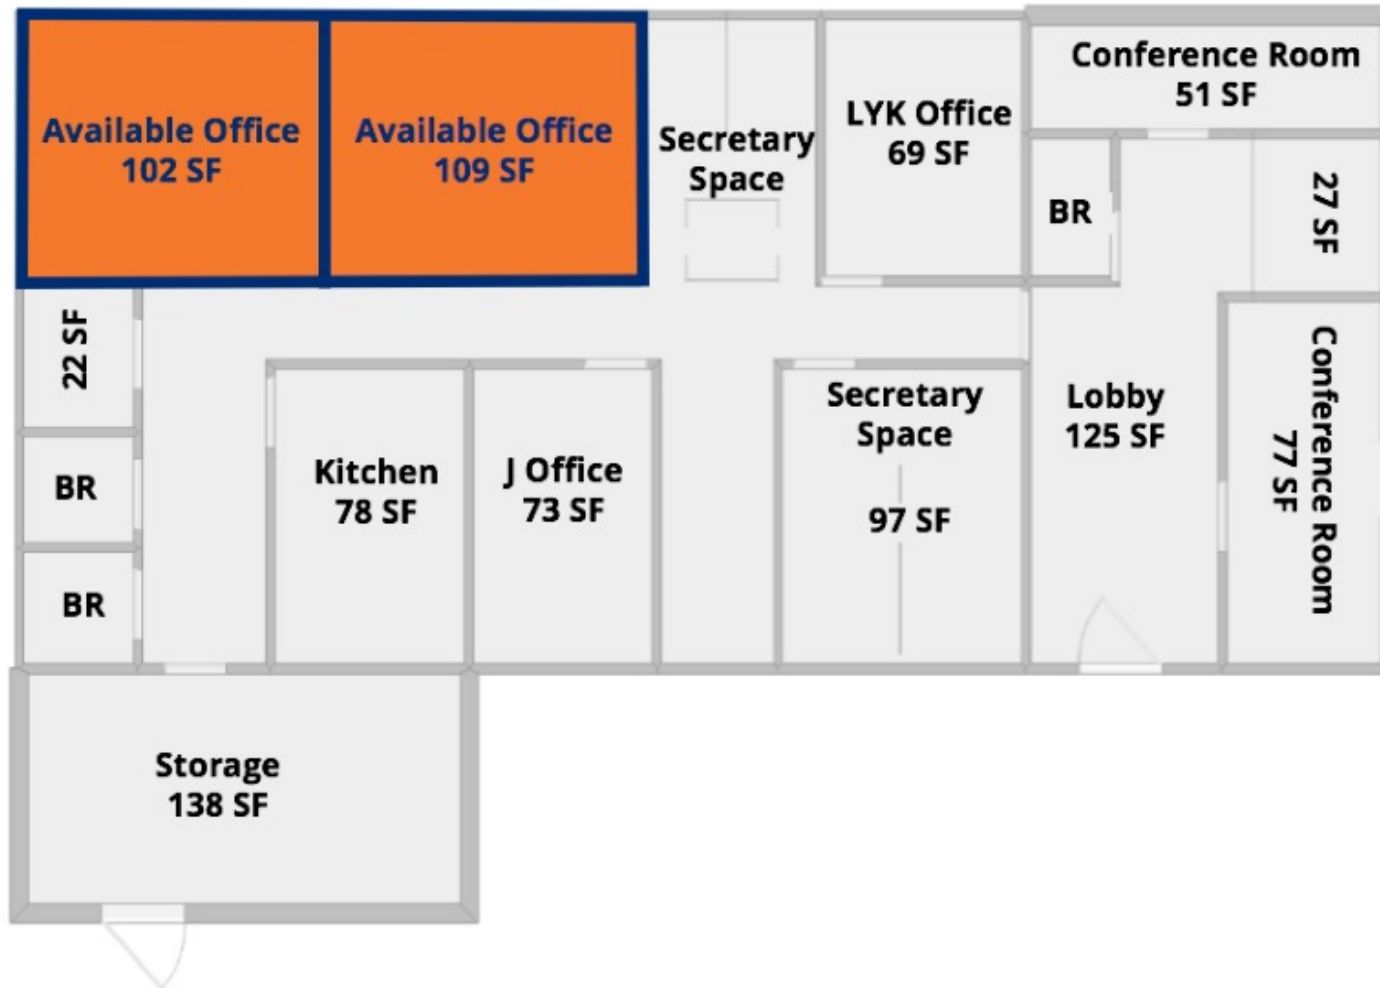 Available Office
102 SF
Available Office
109 SF
Secretary
Space
LYK Office
69 SF
Conference Room
51 SF
BR
27 SF
22 SF
BR
BR
Kitchen
78 SF
J Office
73 SF
Secretary
Space
97 SF
Lobby
125 SF
Conference Room
77 SF
Storage
138 SF